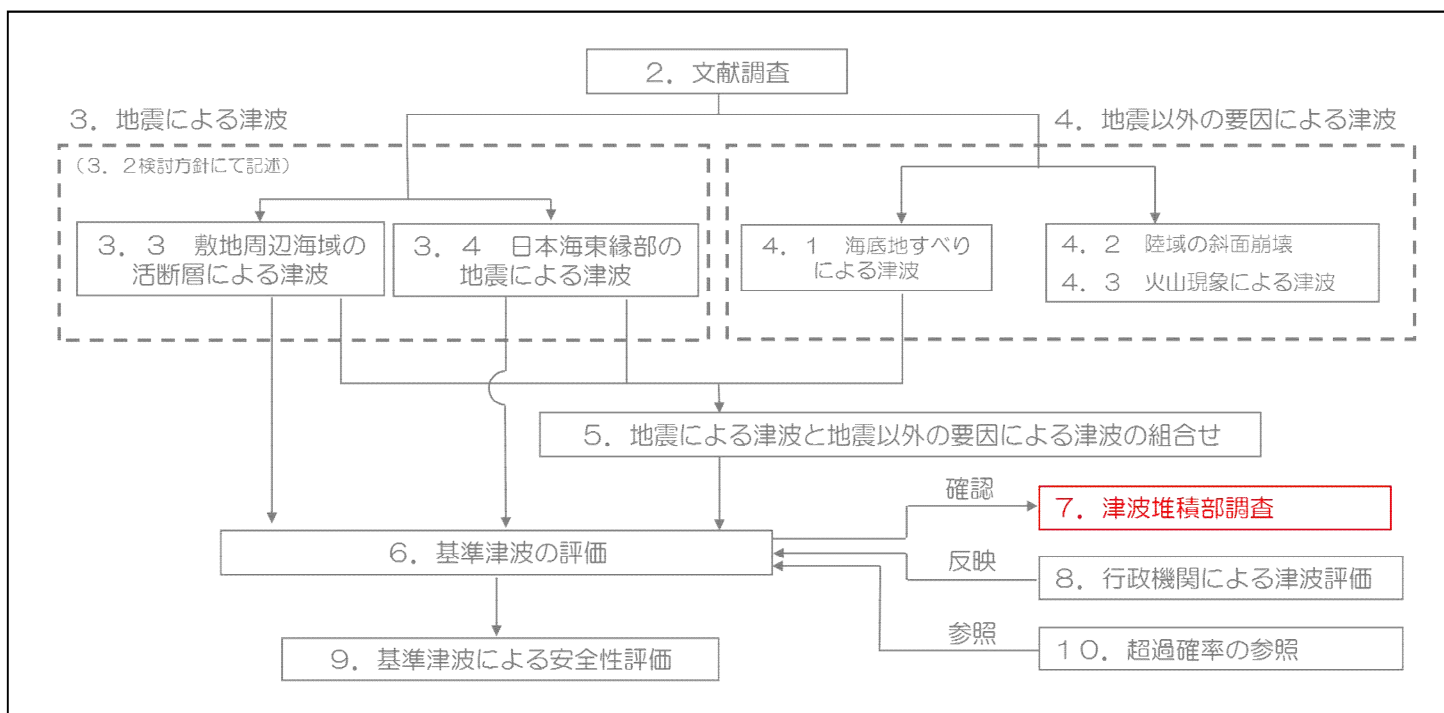 ２．文献調査
３．地震による津波
４．地震以外の要因による津波
（３．２検討方針にて記述）
３．３　敷地周辺海域の
活断層による津波
３．４　日本海東縁部の
地震による津波
４．１　海底地すべり
による津波
４．２　陸域の斜面崩壊
４．３　火山現象による津波
５．地震による津波と地震以外の要因による津波の組合せ
確認
７．津波堆積部調査
６．基準津波の評価
反映
８．行政機関による津波評価
参照
９．基準津波による安全性評価
１０．超過確率の参照